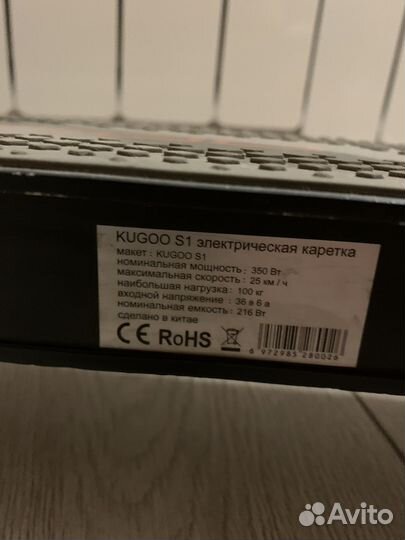 KUGOO S1 электрическая каретка
макет : KUGOO S1
номинальная мощность : 350 Вт
максимальная скорость : 25 км / ч
наибольшая нагрузка : 100 кг
входной напряжение : 36 в 6 а
номинальная емкость : 216 Вт
сделано в китае
CE RoHS
6 972985 280026
Avito